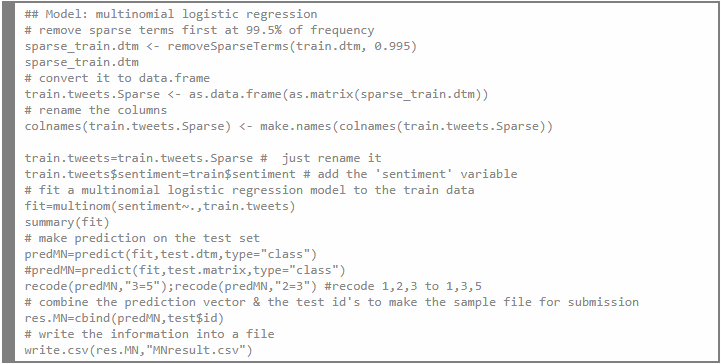 ## Model: multinomial logistic regression
# remove sparse terms first at 99.5% of frequency
sparse_train.dtm <- removeSparseTerms(train.dtm, 0.995)
sparse_train.dtm
# convert it to data.frame
train.tweets.Sparse <- as.data.frame(as.matrix(sparse_train.dtm))
# rename the columns
colnames(train.tweets.Sparse) <- make.names(colnames(train.tweets.Sparse))

train.tweets=train.tweets.Sparse #  just rename it
train.tweets$sentiment=train$sentiment # add the 'sentiment' variable
# fit a multinomial logistic regression model to the train data
fit=multinom(sentiment~.,train.tweets)
summary(fit)
# make prediction on the test set
predMN=predict(fit,test.dtm,type="class")
#predMN=predict(fit,test.matrix,type="class")
recode(predMN,"3=5");recode(predMN,"2=3") #recode 1,2,3 to 1,3,5
# combine the prediction vector & the test id's to make the sample file for submission
res.MN=cbind(predMN,test$id)
# write the information into a file
write.csv(res.MN,"MNresult.csv")